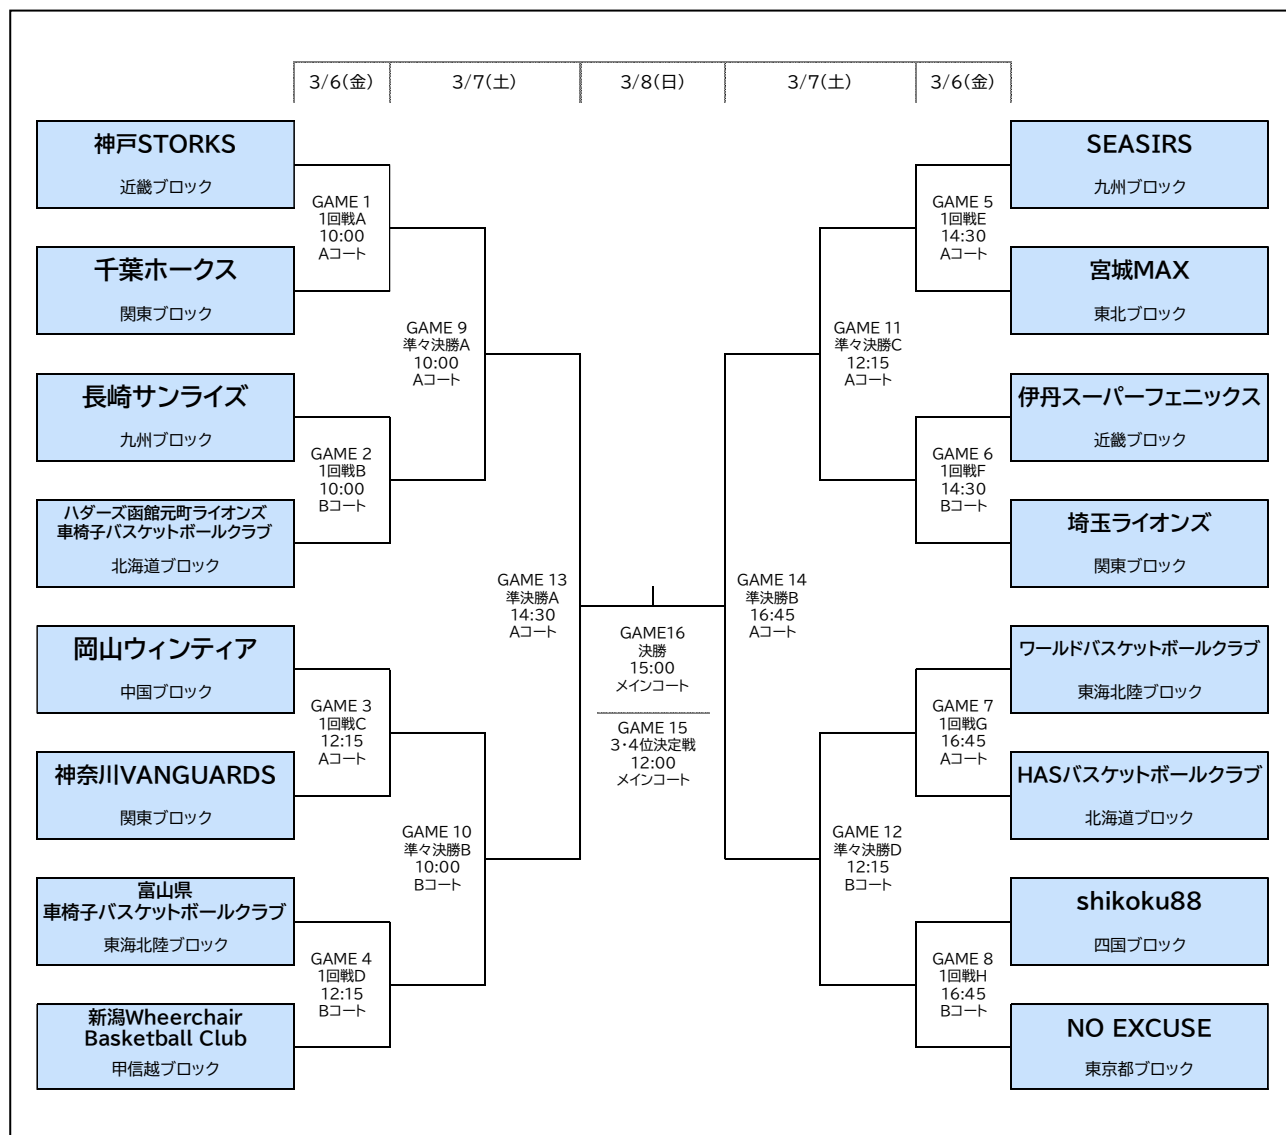 3/6(金)
3/7(土)
3/8(日)
3/7(土)
3/6(金)
神戸STORKS
近畿ブロック
千葉ホークス
関東ブロック
長崎サンライズ
九州ブロック
ハダーズ函館元町ライオンズ
車椅子バスケットボールクラブ
北海道ブロック
岡山ウィンティア
中国ブロック
神奈川VANGUARDS
関東ブロック
富山県
車椅子バスケットボールクラブ
東海北陸ブロック
新潟Wheerchair
Basketball Club
甲信越ブロック
GAME 1
1回戦A
10:00
Aコート
GAME 2
1回戦B
10:00
Bコート
GAME 3
1回戦C
12:15
Aコート
GAME 4
1回戦D
12:15
Bコート
GAME 9
準々決勝A
10:00
Aコート
GAME 10
準々決勝B
10:00
Bコート
GAME 13
準決勝A
14:30
Aコート
GAME16
決勝
15:00
メインコート
GAME 15
3・4位決定戦
12:00
メインコート
GAME 14
準決勝B
16:45
Aコート
GAME 11
準々決勝C
12:15
Aコート
GAME 12
準々決勝D
12:15
Bコート
GAME 5
1回戦E
14:30
Aコート
GAME 6
1回戦F
14:30
Bコート
GAME 7
1回戦G
16:45
Aコート
GAME 8
1回戦H
16:45
Bコート
SEASIRS
九州ブロック
宮城MAX
東北ブロック
伊丹スーパーフェニックス
近畿ブロック
埼玉ライオンズ
関東ブロック
ワールドバスケットボールクラブ
東海北陸ブロック
HASバスケットボールクラブ
北海道ブロック
shikoku88
四国ブロック
NO EXCUSE
東京都ブロック